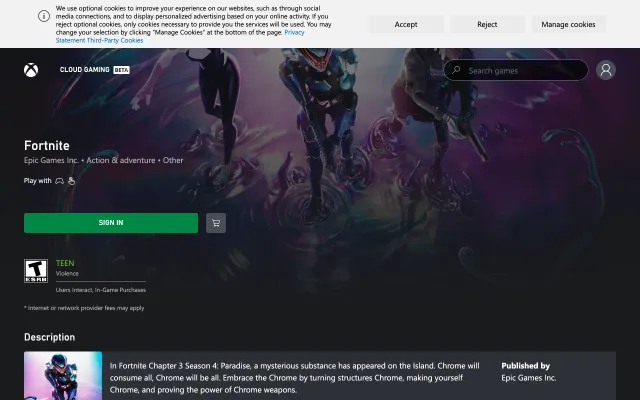 We use optional cookies to improve your experience on our websites, such as through social
media connections, and to display personalized advertising based on your online activity. If you
reject optional cookies, only cookies necessary to provide you the services will be used. You may
change your selection by clicking "Manage Cookies" at the bottom of the page. Privacy
Statement Third-Party Cookies
Accept
Reject
Manage cookies
CLOUD GAMING BETA
Search games
Fortnite
Epic Games Inc. • Action & adventure • Other
Play with
SIGN IN
T
ESRB
TEEN
Violence
Users Interact, In-Game Purchases
* Internet or network provider fees may apply
Description
In Fortnite Chapter 3 Season 4: Paradise, a mysterious substance has appeared on the Island. Chrome will
consume all, Chrome will be all. Embrace the Chrome by turning structures Chrome, making yourself
Chrome, and proving the power of Chrome weapons.
Published by
Epic Games Inc.